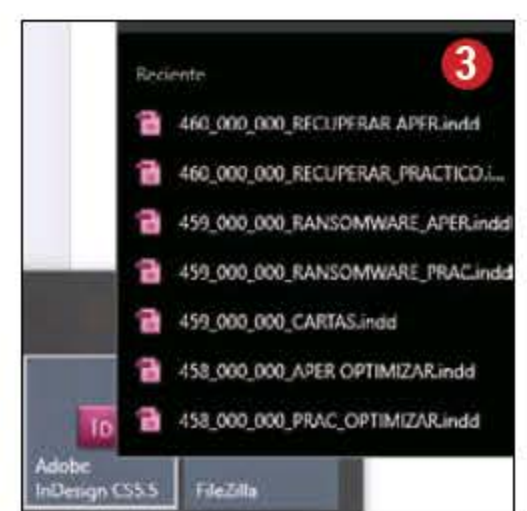 3
Reciente
460_000_000_RECUPERAR APER.indd
460_000_000_RECUPERAR_PRACTICO.i...
459_000_000_RANSOMWARE_APER.indd
459_000_000_RANSOMWARE_PRAC.indd
459_000_000_CARTAS.indd
458_000_000_APER OPTIMIZAR.indd
458_000_000_PRAC_OPTIMIZAR.indd
ID
Adobe
InDesign CS5.5
FileZilla